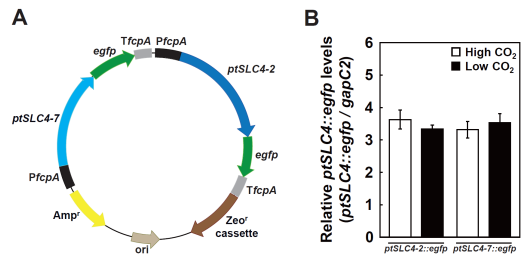 A
TfcpA PfcpA
egfp
ptSLC4-2
ptSLC4-7
egfp
PfcpA
TfcpA
Ampʳ
Zeoʳ
cassette
ori
B
Relative ptSLC4::egfp levels
(ptSLC4::egfp / gapC2)
6
5
4
3
2
1
0
High CO₂
Low CO₂
ptSLC4-2::egfp ptSLC4-7::egfp